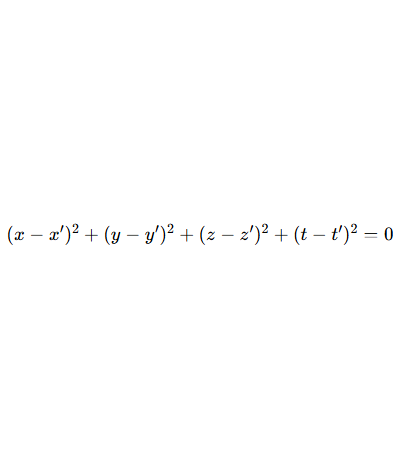 (x − x′)² + (y − y′)² + (z − z′)² + (t − t′)² = 0